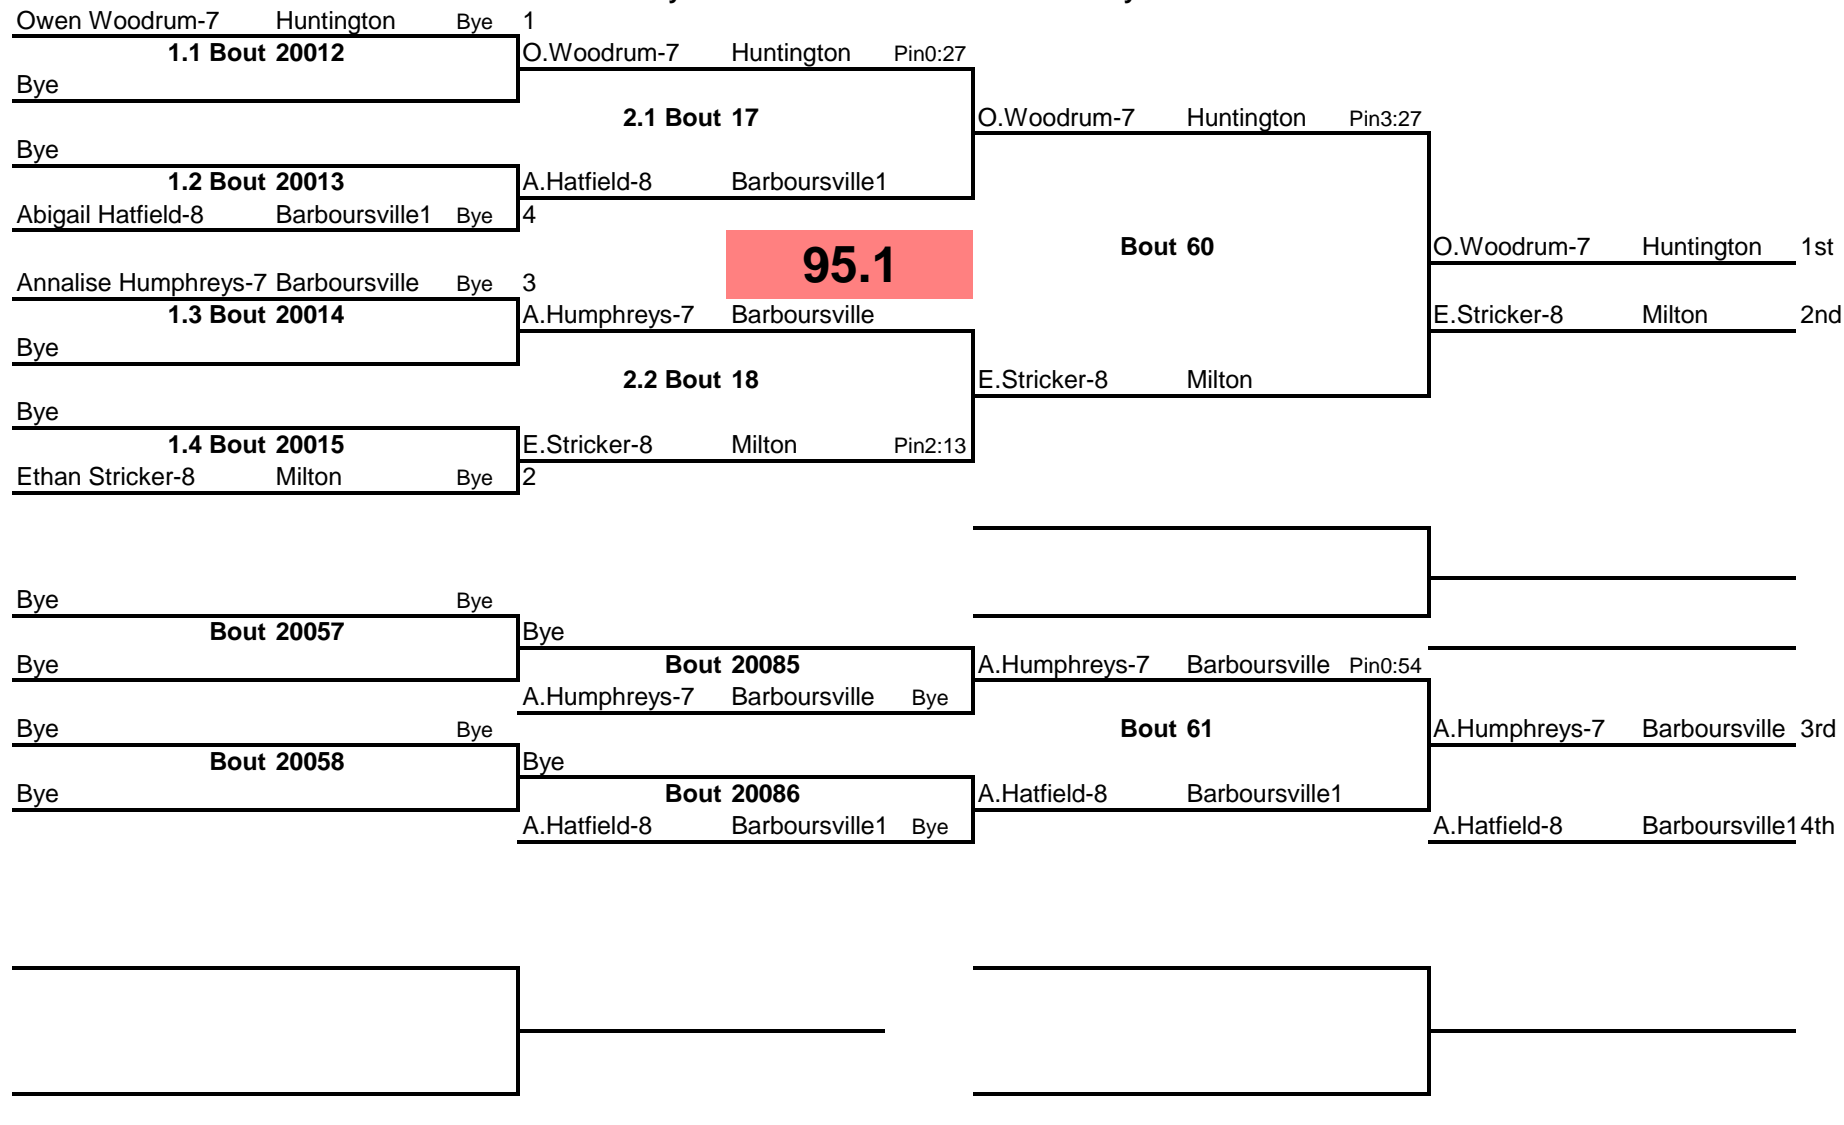 Owen Woodrum-7 Huntington Bye 1
1.1 Bout 20012 O.Woodrum-7 Huntington Pin0:27
Bye
2.1 Bout 17 O.Woodrum-7 Huntington Pin3:27
Bye
1.2 Bout 20013 A.Hatfield-8 Barboursville1
Abigail Hatfield-8 Barboursville1 Bye 4
95.1 Bout 60 O.Woodrum-7 Huntington 1st
Annalise Humphreys-7 Barboursville Bye 3
1.3 Bout 20014 A.Humphreys-7 Barboursville E.Stricker-8 Milton 2nd
Bye
2.2 Bout 18 E.Stricker-8 Milton
Bye
1.4 Bout 20015 E.Stricker-8 Milton Pin2:13
Ethan Stricker-8 Milton Bye 2
Bye Bye
Bout 20057 Bye
Bye Bout 20085 A.Humphreys-7 Barboursville Pin0:54
A.Humphreys-7 Barboursville Bye
Bye Bye Bout 61 A.Humphreys-7 Barboursville 3rd
Bout 20058 Bye
Bye Bout 20086 A.Hatfield-8 Barboursville1
A.Hatfield-8 Barboursville1 Bye A.Hatfield-8 Barboursville1 4th